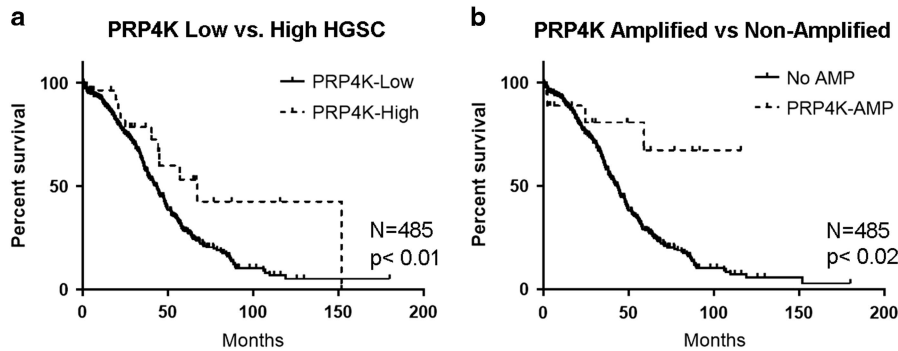 a
PRP4K Low vs. High HGSC
Percent survival
100
50
0
PRP4K-Low
PRP4K-High
N=485
p< 0.01
0 50 100 150 200
Months
b
PRP4K Amplified vs Non-Amplified
Percent survival
100
50
0
No AMP
PRP4K-AMP
N=485
p< 0.02
0 50 100 150 200
Months